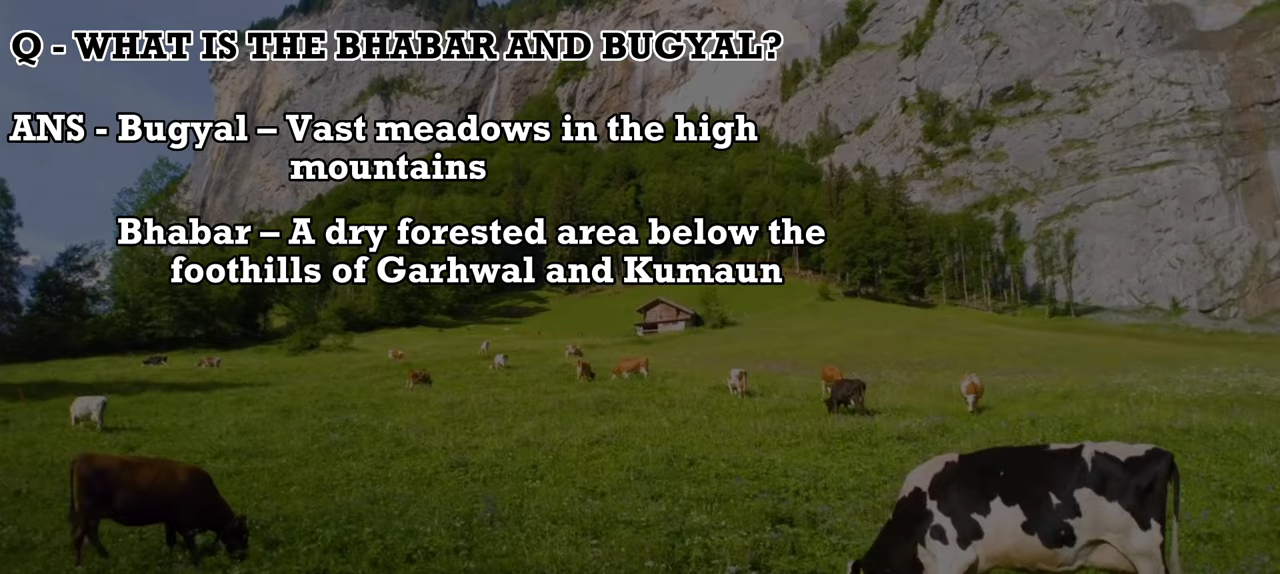 Q - WHAT IS THE BHABAR AND BUGYAL?
ANS - Bugyal – Vast meadows in the high
mountains
Bhabar – A dry forested area below the
foothills of Garhwal and Kumaun